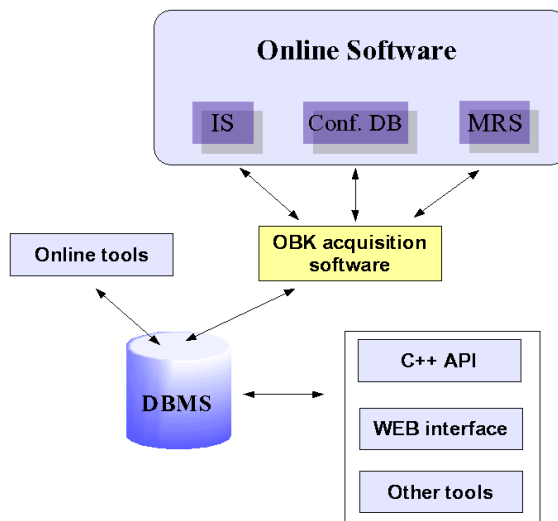 Online Software
IS
Conf. DB
MRS
OBK acquisition
software
Online tools
DBMS
C++ API
WEB interface
Other tools